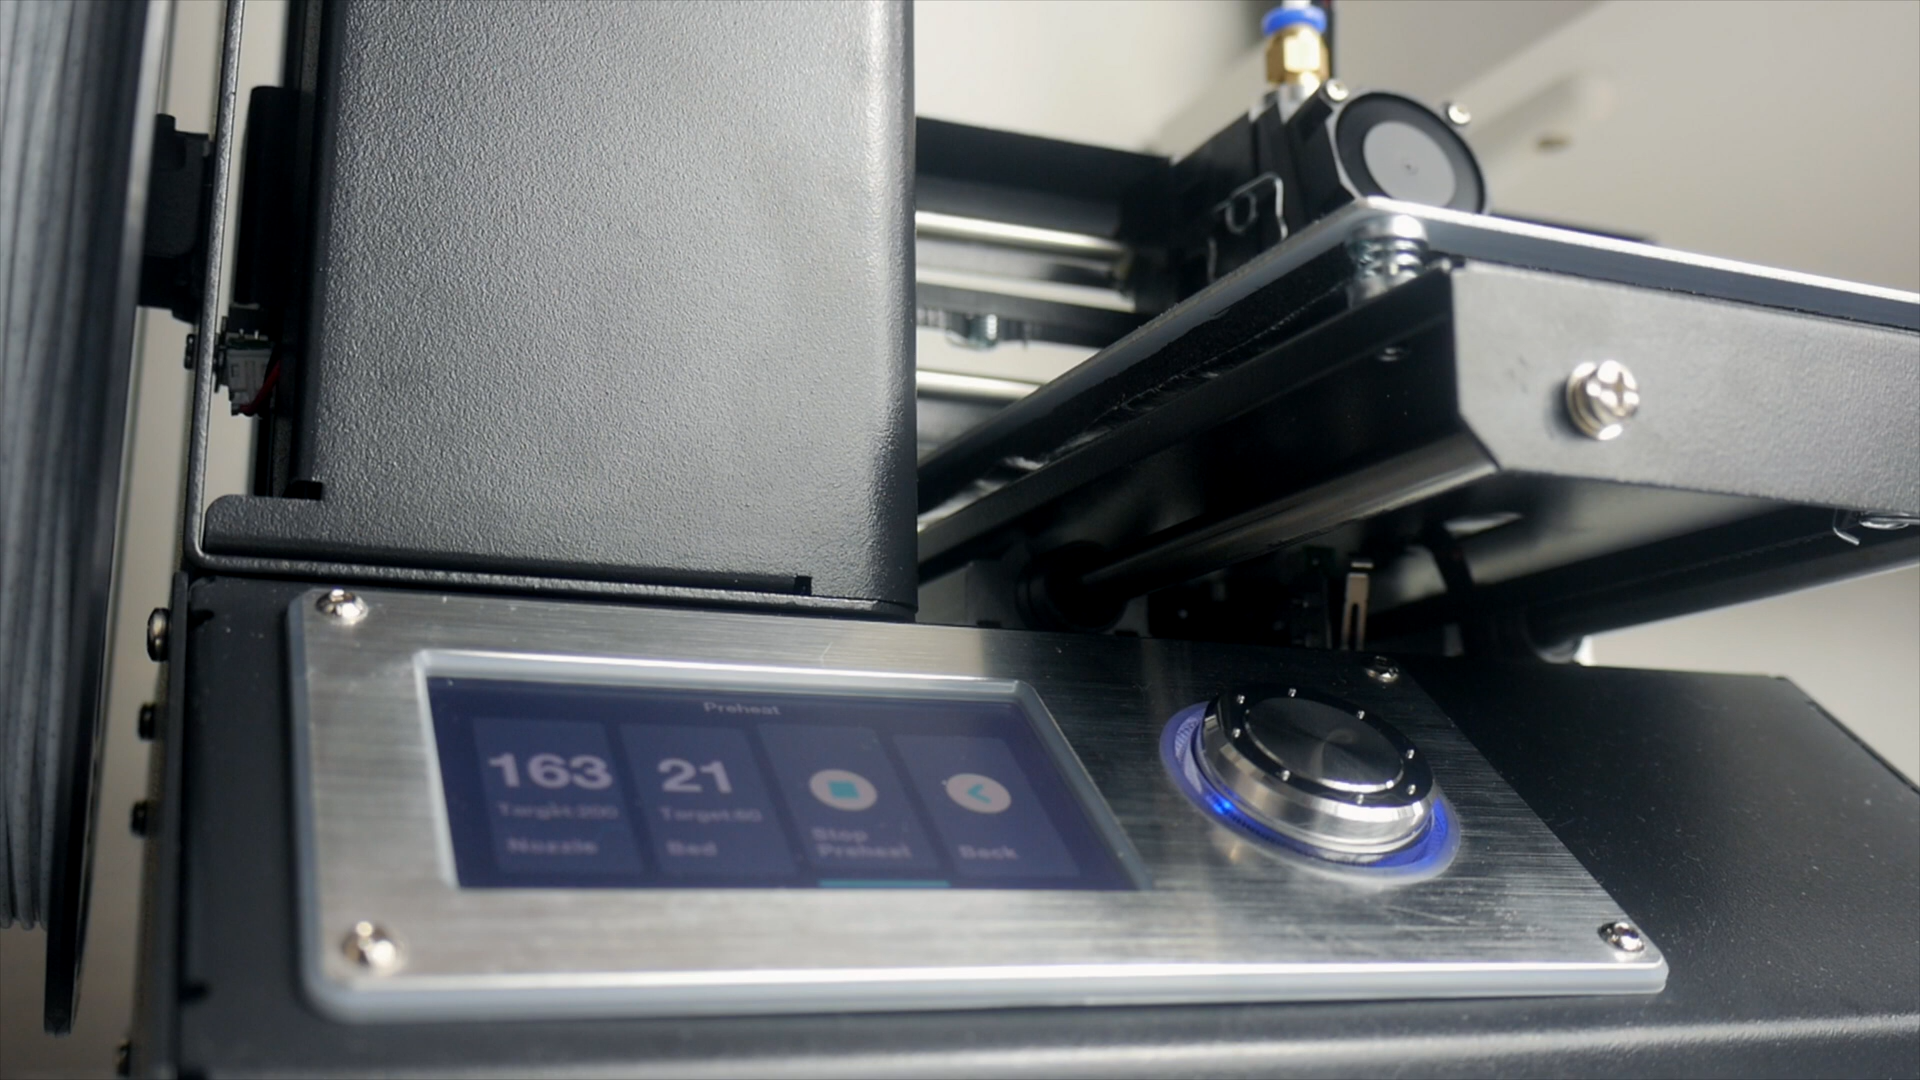 Preheat
163
Target:200
Nozzle
21
Target:60
Bed
Stop
Preheat
Back